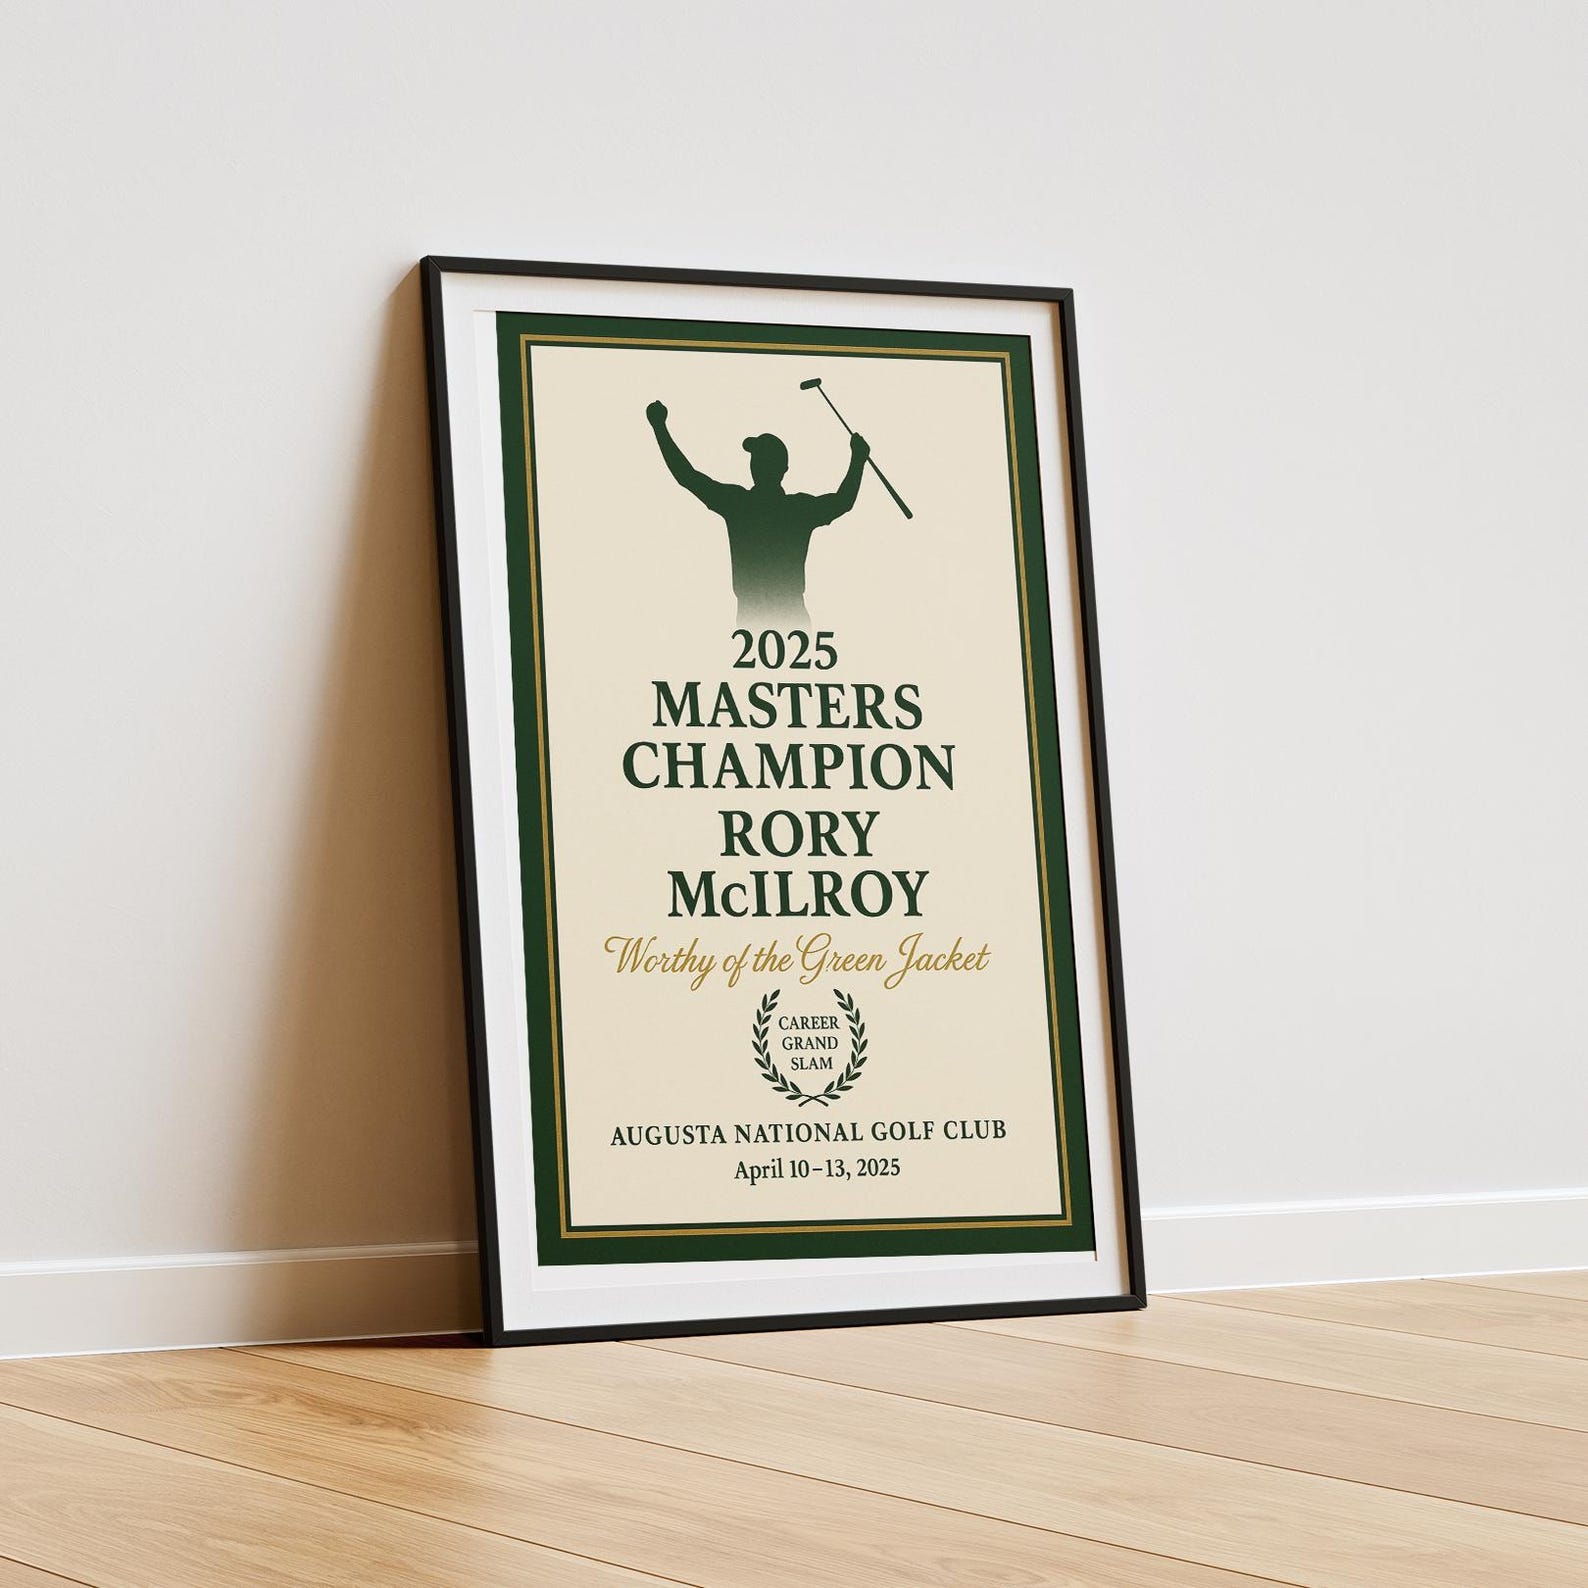 2025
MASTERS
CHAMPION
RORY
McILROY
Worthy of the Green Jacket
CAREER
GRAND
SLAM
AUGUSTA NATIONAL GOLF CLUB
April 10–13, 2025